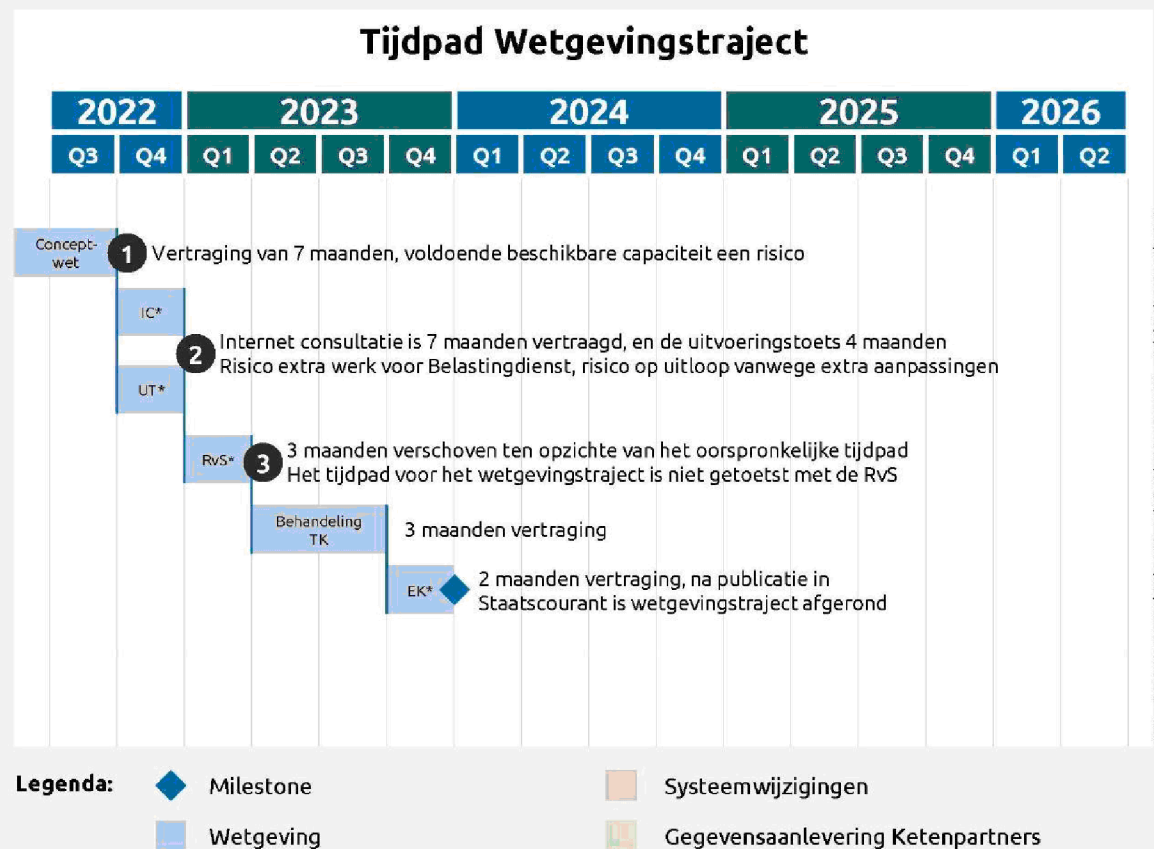 Tijdpad Wetgevingstraject
2022 2023 2024 2025 2026
Q3 Q4 Q1 Q2 Q3 Q4 Q1 Q2 Q3 Q4 Q1 Q2 Q3 Q4 Q1 Q2
Concept-
wet
1 Vertraging van 7 maanden, voldoende beschikbare capaciteit een risico
IC*
2 Internet consultatie is 7 maanden vertraagd, en de uitvoeringstoets 4 maanden
Risico extra werk voor Belastingdienst, risico op uitloop vanwege extra aanpassingen
UT*
RvS* 3 3 maanden verschoven ten opzichte van het oorspronkelijke tijdpad
Het tijdpad voor het wetgevingstraject is niet getoetst met de RvS
Behandeling
TK
3 maanden vertraging
EK* 2 maanden vertraging, na publicatie in
Staatscourant is wetgevingstraject afgerond
Legenda: Milestone Systeemwijzigingen
Wetgeving Gegevensaanlevering Ketenpartners